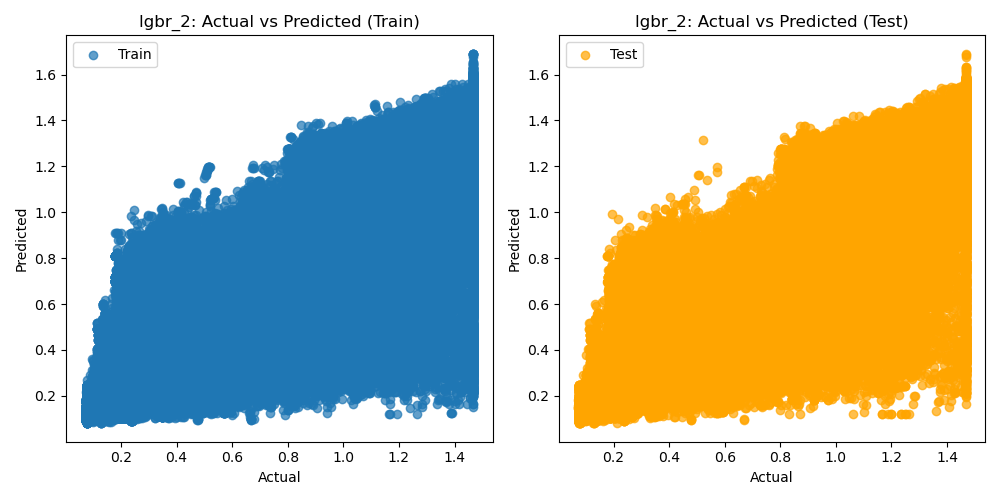 lgbr_2: Actual vs Predicted (Train)
Train
1.6
1.4
1.2
1.0
0.8
0.6
0.4
0.2
Predicted
0.2 0.4 0.6 0.8 1.0 1.2 1.4
Actual
lgbr_2: Actual vs Predicted (Test)
Test
1.6
1.4
1.2
1.0
0.8
0.6
0.4
0.2
Predicted
0.2 0.4 0.6 0.8 1.0 1.2 1.4
Actual